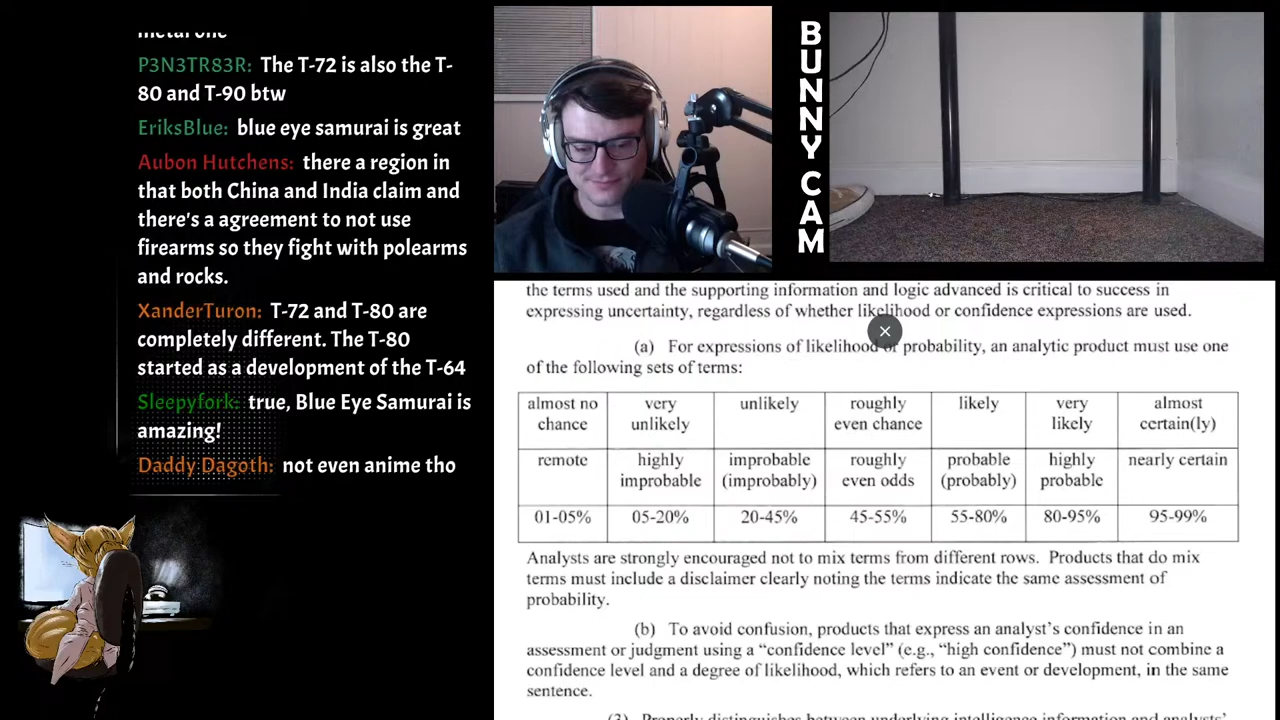 metal one
P3N3TR83R: The T-72 is also the T-
80 and T-90 btw
EriksBlue: blue eye samurai is great
Aubon Hutchens: there a region in
that both China and India claim and
there's a agreement to not use
firearms so they fight with polearms
and rocks.
XanderTuron: T-72 and T-80 are
completely different. The T-80
started as a development of the T-64
Sleepyfork: true, Blue Eye Samurai is
amazing!
Daddy Dagoth: not even anime tho
BUNNY CAM
the terms used and the supporting information and logic advanced is critical to success in
expressing uncertainty, regardless of whether likelihood or confidence expressions are used.
(a) For expressions of likelihood or probability, an analytic product must use one
of the following sets of terms:
almost no chance very unlikely unlikely roughly even chance likely very likely almost certain(ly)
remote highly improbable improbable (improbably) roughly even odds probable (probably) highly probable nearly certain
01-05% 05-20% 20-45% 45-55% 55-80% 80-95% 95-99%
Analysts are strongly encouraged not to mix terms from different rows. Products that do mix
terms must include a disclaimer clearly noting the terms indicate the same assessment of
probability.
(b) To avoid confusion, products that express an analyst's confidence in an
assessment or judgment using a "confidence level" (e.g., "high confidence") must not combine a
confidence level and a degree of likelihood, which refers to an event or development, in the same
sentence.
(3) Properly distinguishes between underlying intelligence information and analysts'